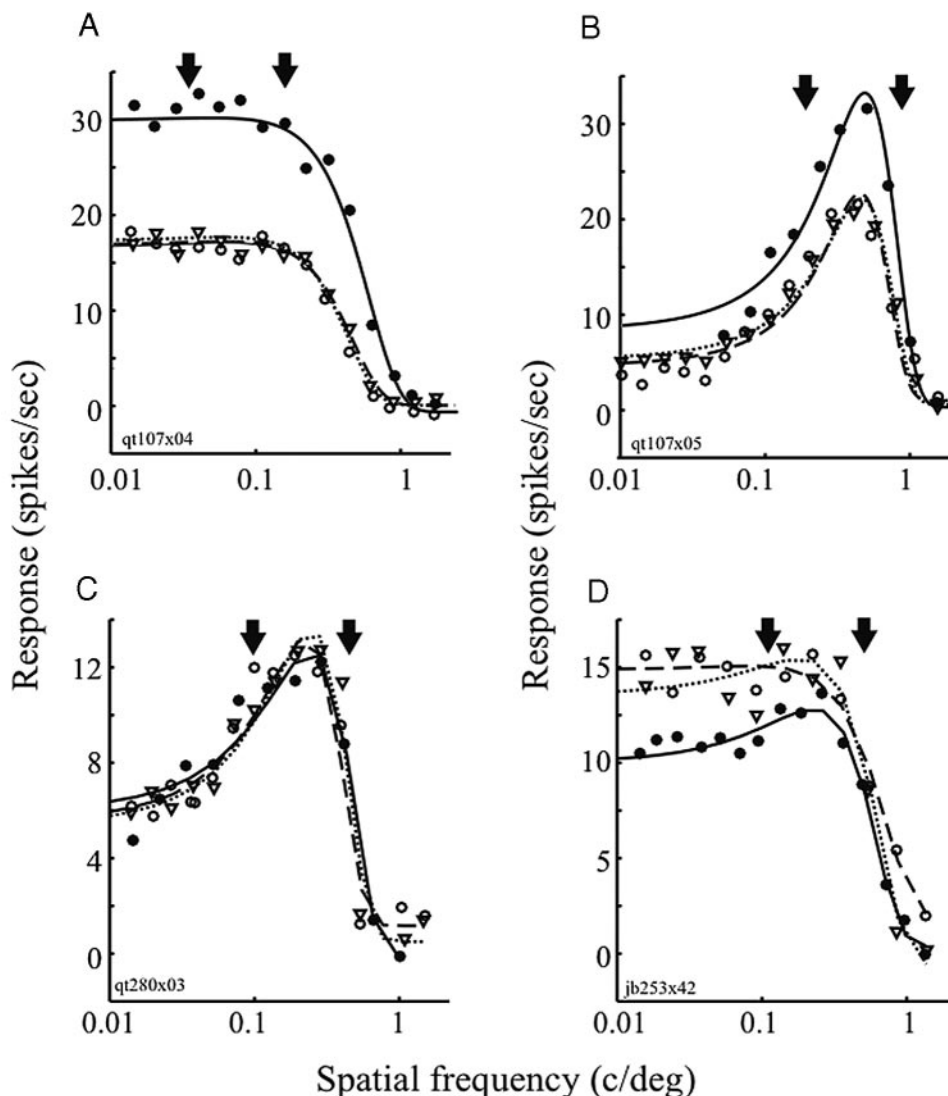 A
30
20
10
0
qt107x04
0.01 0.1 1
Response (spikes/sec)
B
30
20
10
0
qt107x05
0.01 0.1 1
Response (spikes/sec)
C
12
8
4
0
qt280x03
0.01 0.1 1
D
15
10
5
0
jb253x42
0.01 0.1 1
Spatial frequency (c/deg)